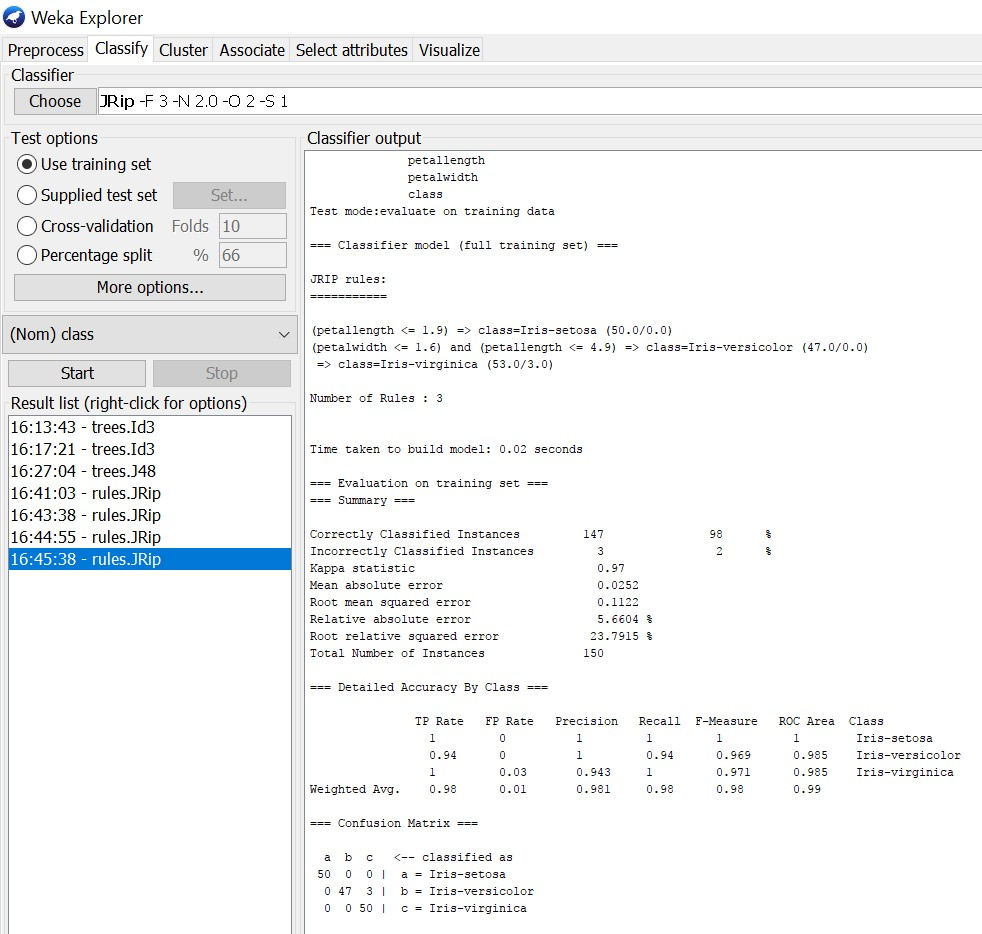 Weka Explorer
Preprocess Classify Cluster Associate Select attributes Visualize
Classifier
Choose JRip -F 3 -N 2.0 -O 2 -S 1
Test options
Use training set
Supplied test set Set...
Cross-validation Folds 10
Percentage split % 66
More options...
(Nom) class
Start Stop
Result list (right-click for options)
16:13:43 - trees.Id3
16:17:21 - trees.Id3
16:27:04 - trees.J48
16:41:03 - rules.JRip
16:43:38 - rules.JRip
16:44:55 - rules.JRip
16:45:38 - rules.JRip
Classifier output
petallength
petalwidth
class
Test mode:evaluate on training data
=== Classifier model (full training set) ===
JRIP rules:
===========
(petallength <= 1.9) => class=Iris-setosa (50.0/0.0)
(petalwidth <= 1.6) and (petallength <= 4.9) => class=Iris-versicolor (47.0/0.0)
=> class=Iris-virginica (53.0/3.0)
Number of Rules : 3
Time taken to build model: 0.02 seconds
=== Evaluation on training set ===
=== Summary ===
Correctly Classified Instances 147 98 %
Incorrectly Classified Instances 3 2 %
Kappa statistic 0.97
Mean absolute error 0.0252
Root mean squared error 0.1122
Relative absolute error 5.6604 %
Root relative squared error 23.7915 %
Total Number of Instances 150
=== Detailed Accuracy By Class ===
TP Rate FP Rate Precision Recall F-Measure ROC Area Class
1 0 1 1 1 1 Iris-setosa
0.94 0 1 0.94 0.969 0.985 Iris-versicolor
1 0.03 0.943 1 0.971 0.985 Iris-virginica
Weighted Avg. 0.98 0.01 0.981 0.98 0.98 0.99
=== Confusion Matrix ===
a b c <-- classified as
50 0 0 | a = Iris-setosa
0 47 3 | b = Iris-versicolor
0 0 50 | c = Iris-virginica